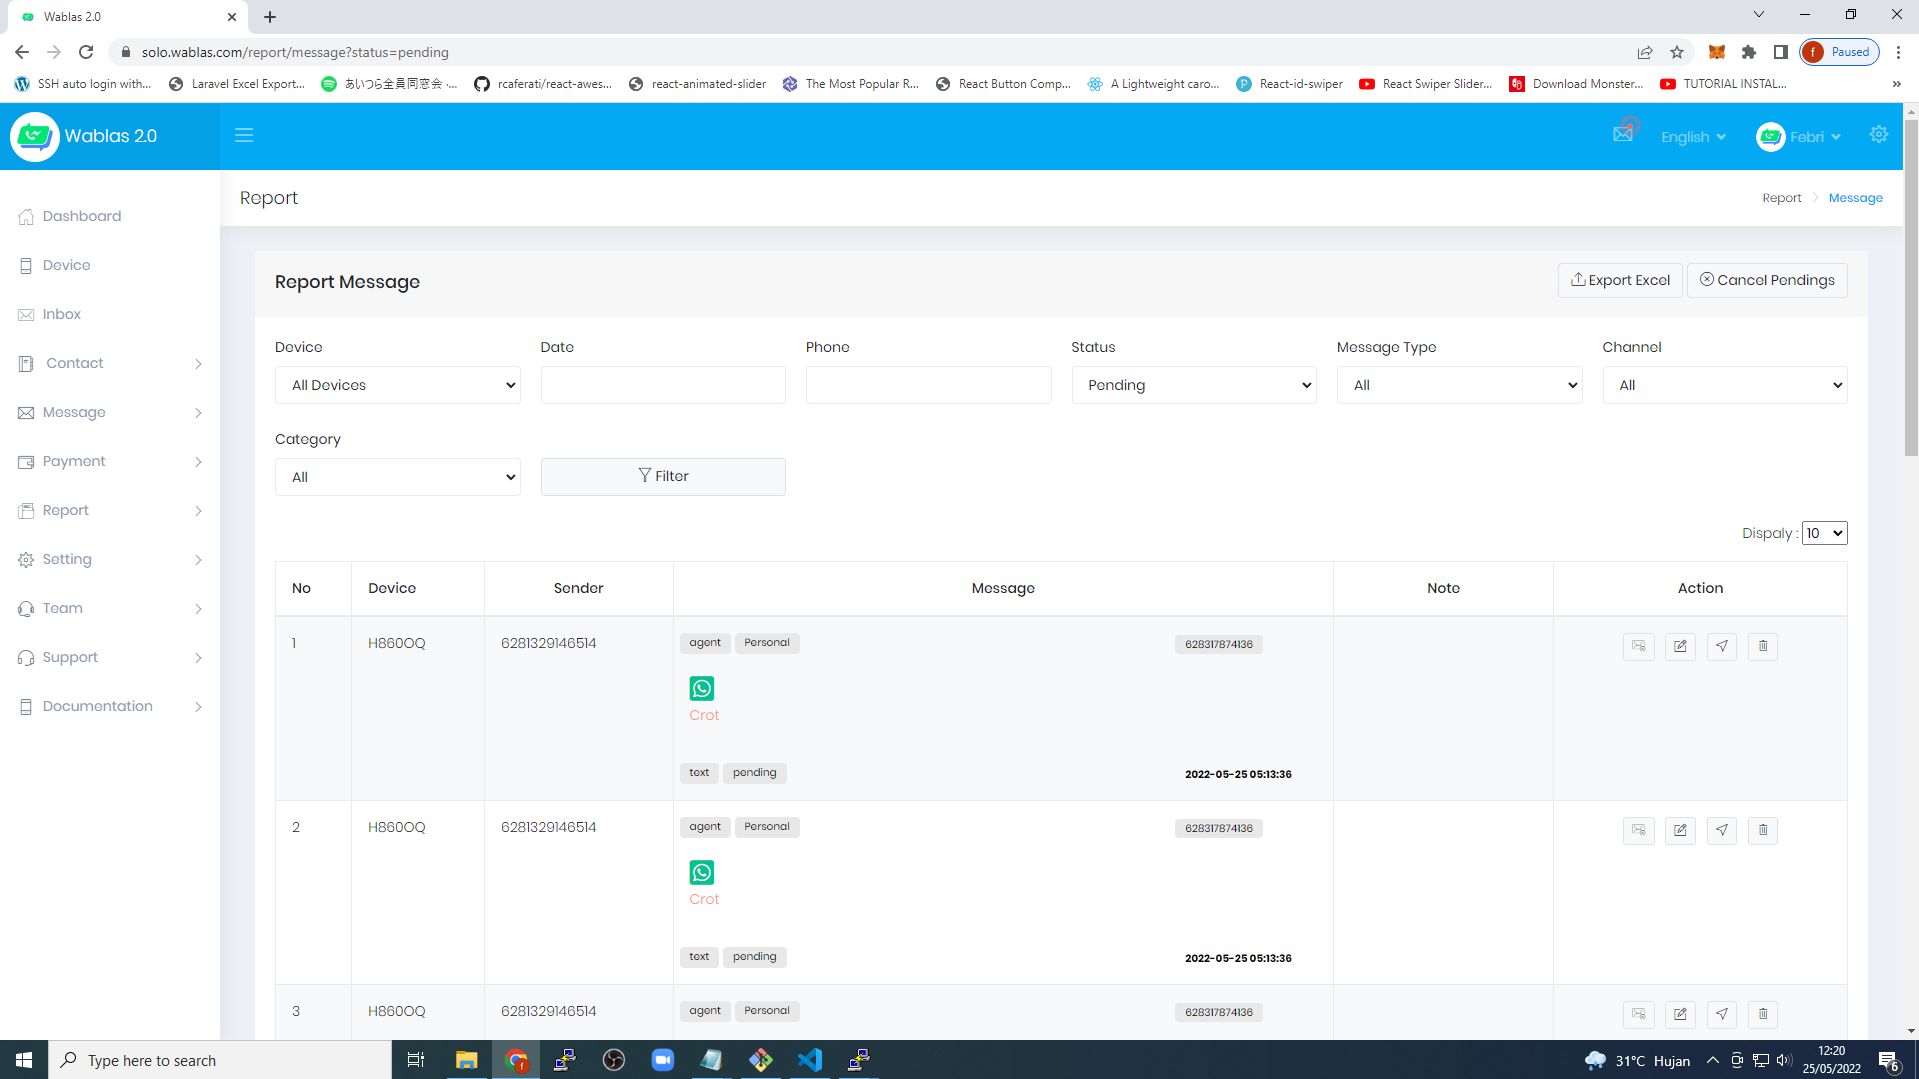 Wablas 2.0
solo.wablas.com/report/message?status=pending
f Paused
SSH auto login with...
Laravel Excel Export...
あいつら全員同窓会 ·...
rcaferati/react-awes...
react-animated-slider
The Most Popular R...
React Button Comp...
A Lightweight caro...
React-id-swiper
React Swiper Slider...
Download Monster...
TUTORIAL INSTAL...
»
Wablas 2.0
English
Febri
Report
Report
Message
Dashboard
Device
Inbox
Contact
Message
Payment
Report
Setting
Team
Support
Documentation
Report Message
Export Excel
Cancel Pendings
Device
Date
Phone
Status
Message Type
Channel
All Devices
Pending
All
All
Category
All
Filter
Dispaly : 10
No Device Sender Message Note Action
1 H860OQ 6281329146514 agent Personal 628317874136
Crot
text pending 2022-05-25 05:13:36
2 H860OQ 6281329146514 agent Personal 628317874136
Crot
text pending 2022-05-25 05:13:36
3 H860OQ 6281329146514 agent Personal 628317874136
Type here to search
31°C Hujan
12:20
25/05/2022
6